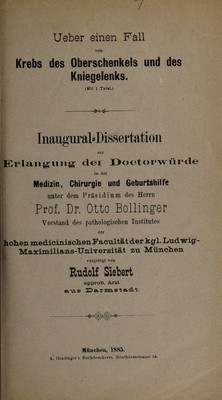 Ueber einen Fall
von
Krebs des Oberschenkels und des
Kniegelenks.
(Mit 1 Tafel.)
Inaugural-Dissertation
zur
Erlangung der Doctorwürde
in der
Medizin, Chirurgie und Geburtshilfe
unter dem Präsidium des Herrn
Prof. Dr. Otto Bollinger
Vorstand des pathologischen Institutes
der
hohen medicinischen Facultät der kgl. Ludwig-
Maximilians-Universität zu München
vorgelegt von
Rudolf Siebert
approb. Arzt
aus Darmstadt.
München, 1885.
Buchdruckerei,